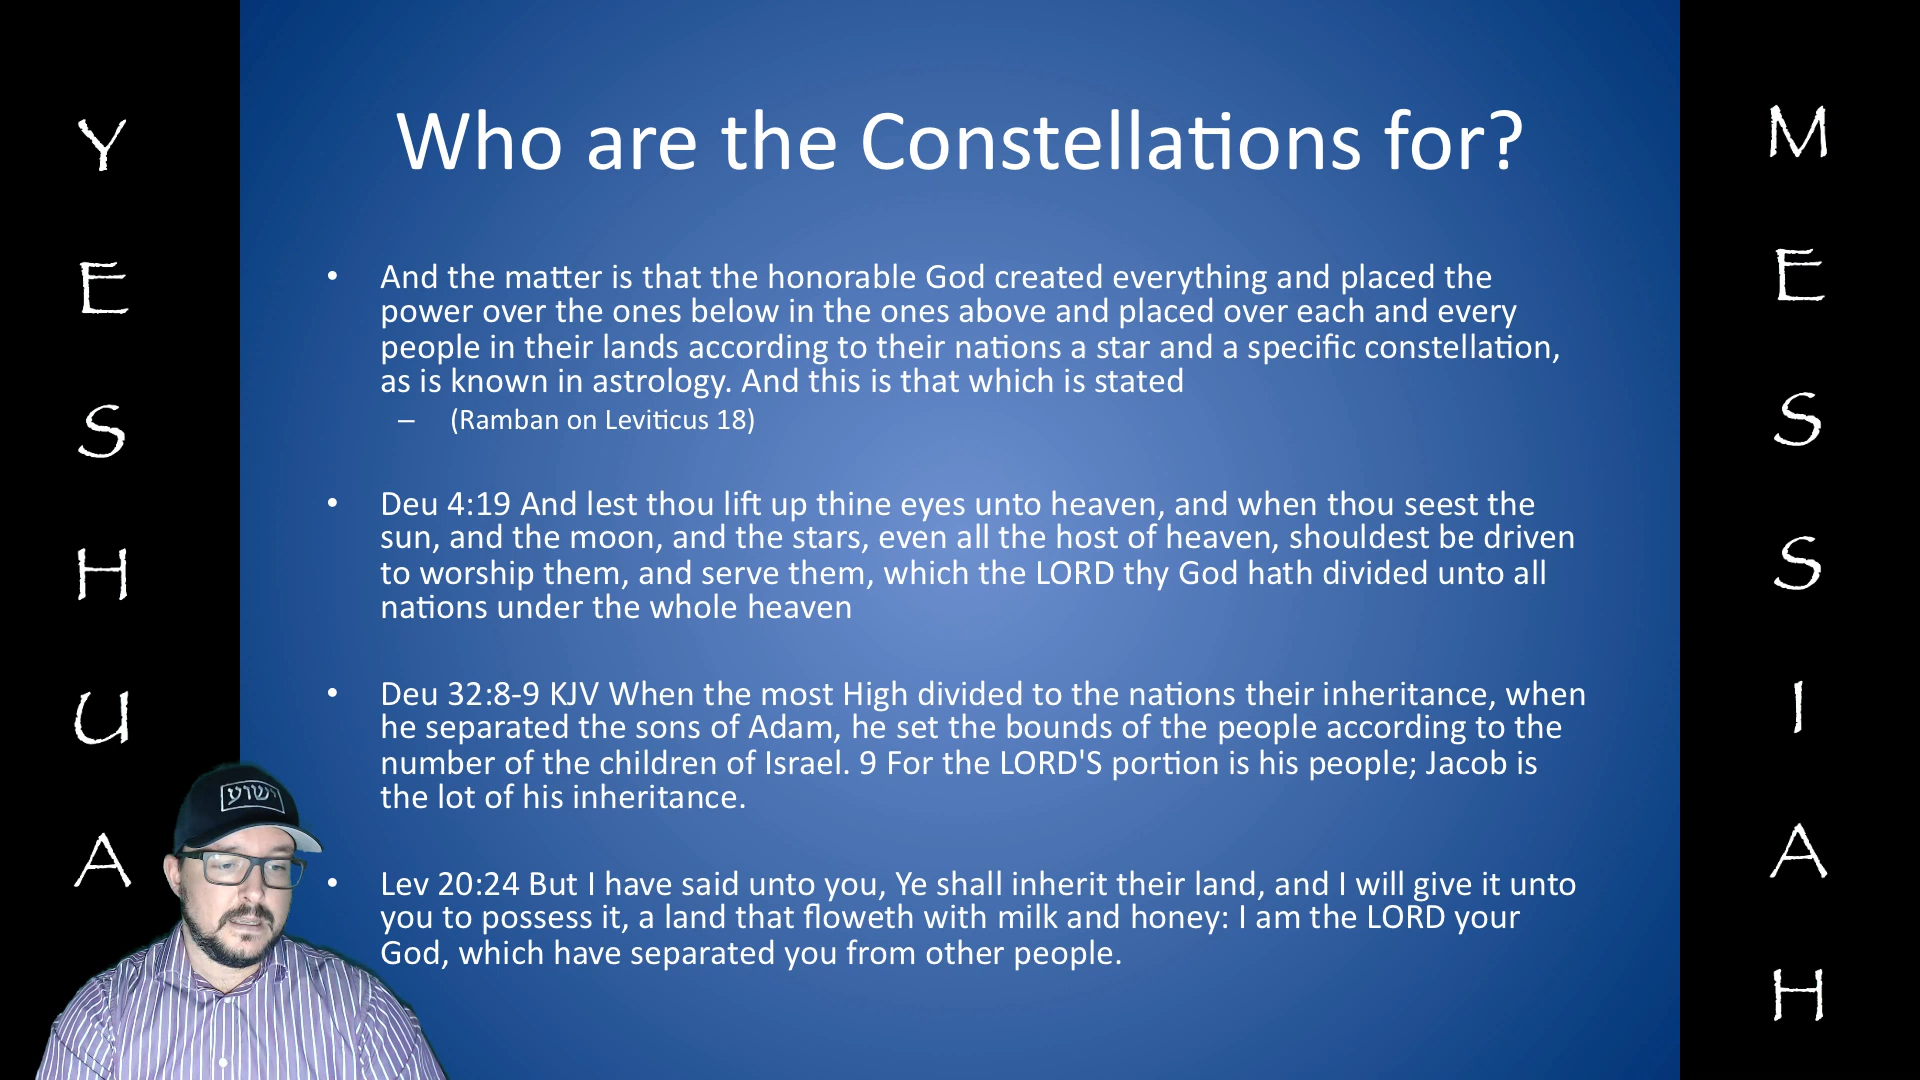 Who are the Constellations for?
• And the matter is that the honorable God created everything and placed the
power over the ones below in the ones above and placed over each and every
people in their lands according to their nations a star and a specific constellation,
as is known in astrology. And this is that which is stated
– (Ramban on Leviticus 18)
• Deu 4:19 And lest thou lift up thine eyes unto heaven, and when thou seest the
sun, and the moon, and the stars, even all the host of heaven, shouldest be driven
to worship them, and serve them, which the LORD thy God hath divided unto all
nations under the whole heaven
• Deu 32:8-9 KJV When the most High divided to the nations their inheritance, when
he separated the sons of Adam, he set the bounds of the people according to the
number of the children of Israel. 9 For the LORD'S portion is his people; Jacob is
the lot of his inheritance.
• Lev 20:24 But I have said unto you, Ye shall inherit their land, and I will give it unto
you to possess it, a land that floweth with milk and honey: I am the LORD your
God, which have separated you from other people.
YESHUA
MESSIAH
ישוע